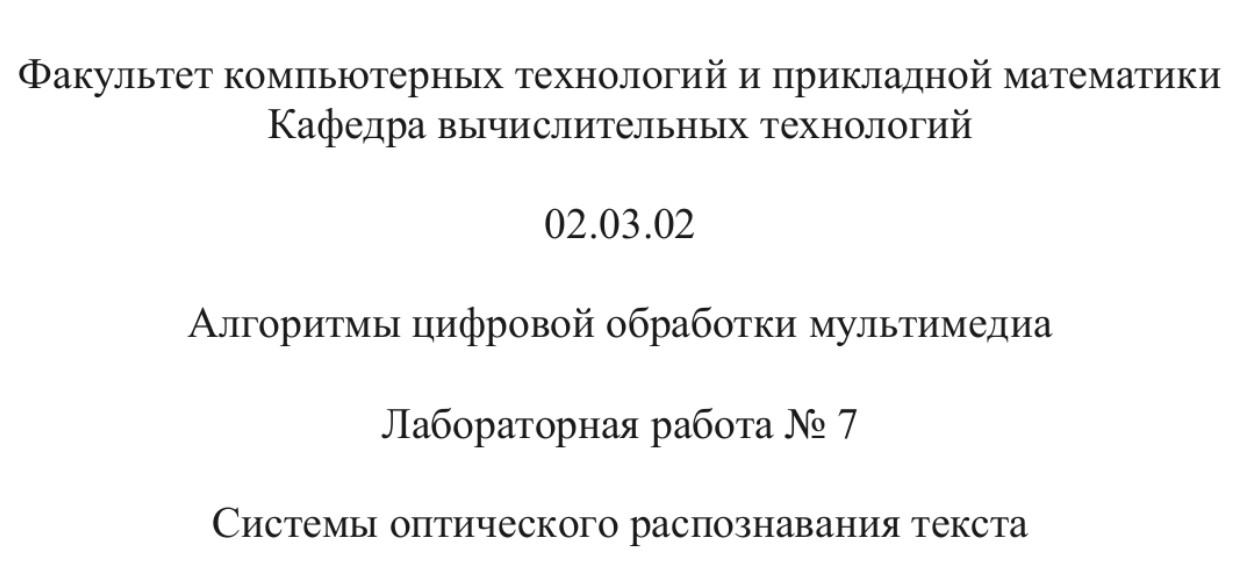 Факультет компьютерных технологий и прикладной математики
Кафедра вычислительных технологий
02.03.02
Алгоритмы цифровой обработки мультимедиа
Лабораторная работа № 7
Системы оптического распознавания текста